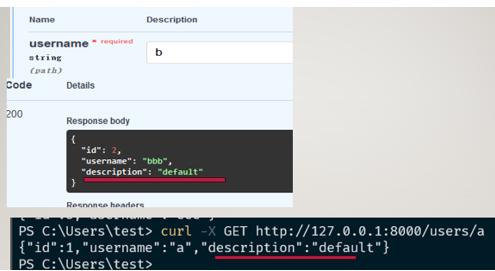 Name Description
username * required
string
(path)
b
Code Details
200
Response body
{
"id": 2,
"username": "bbb",
"description": "default"
}
Response headers
PS C:\Users\test> curl -X GET http://127.0.0.1:8000/users/a
{"id":1,"username":"a","description":"default"}
PS C:\Users\test>